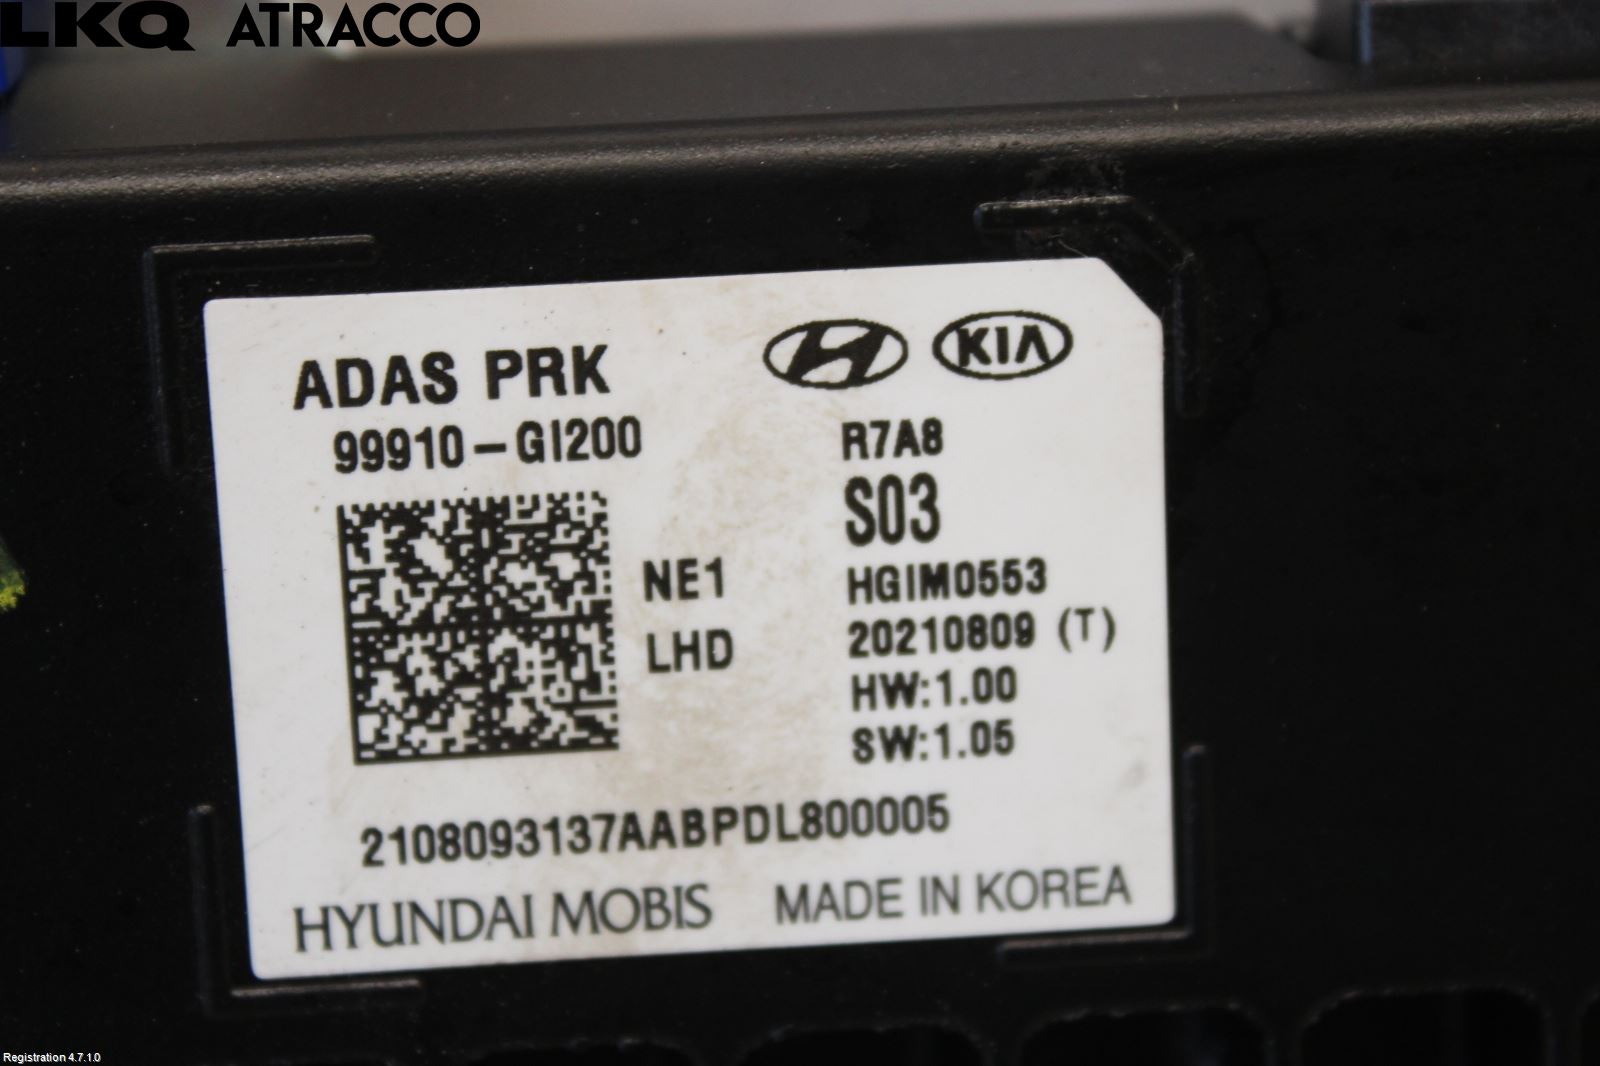 LKQ ATRACCO
ADAS PRK
KIA
99910-GI200
R7A8
S03
NE1
HGIM0553
LHD
20210809 (T)
HW:1.00
SW:1.05
2108093137AABPDL800005
HYUNDAI MOBIS MADE IN KOREA
Registration 4.7.1.0